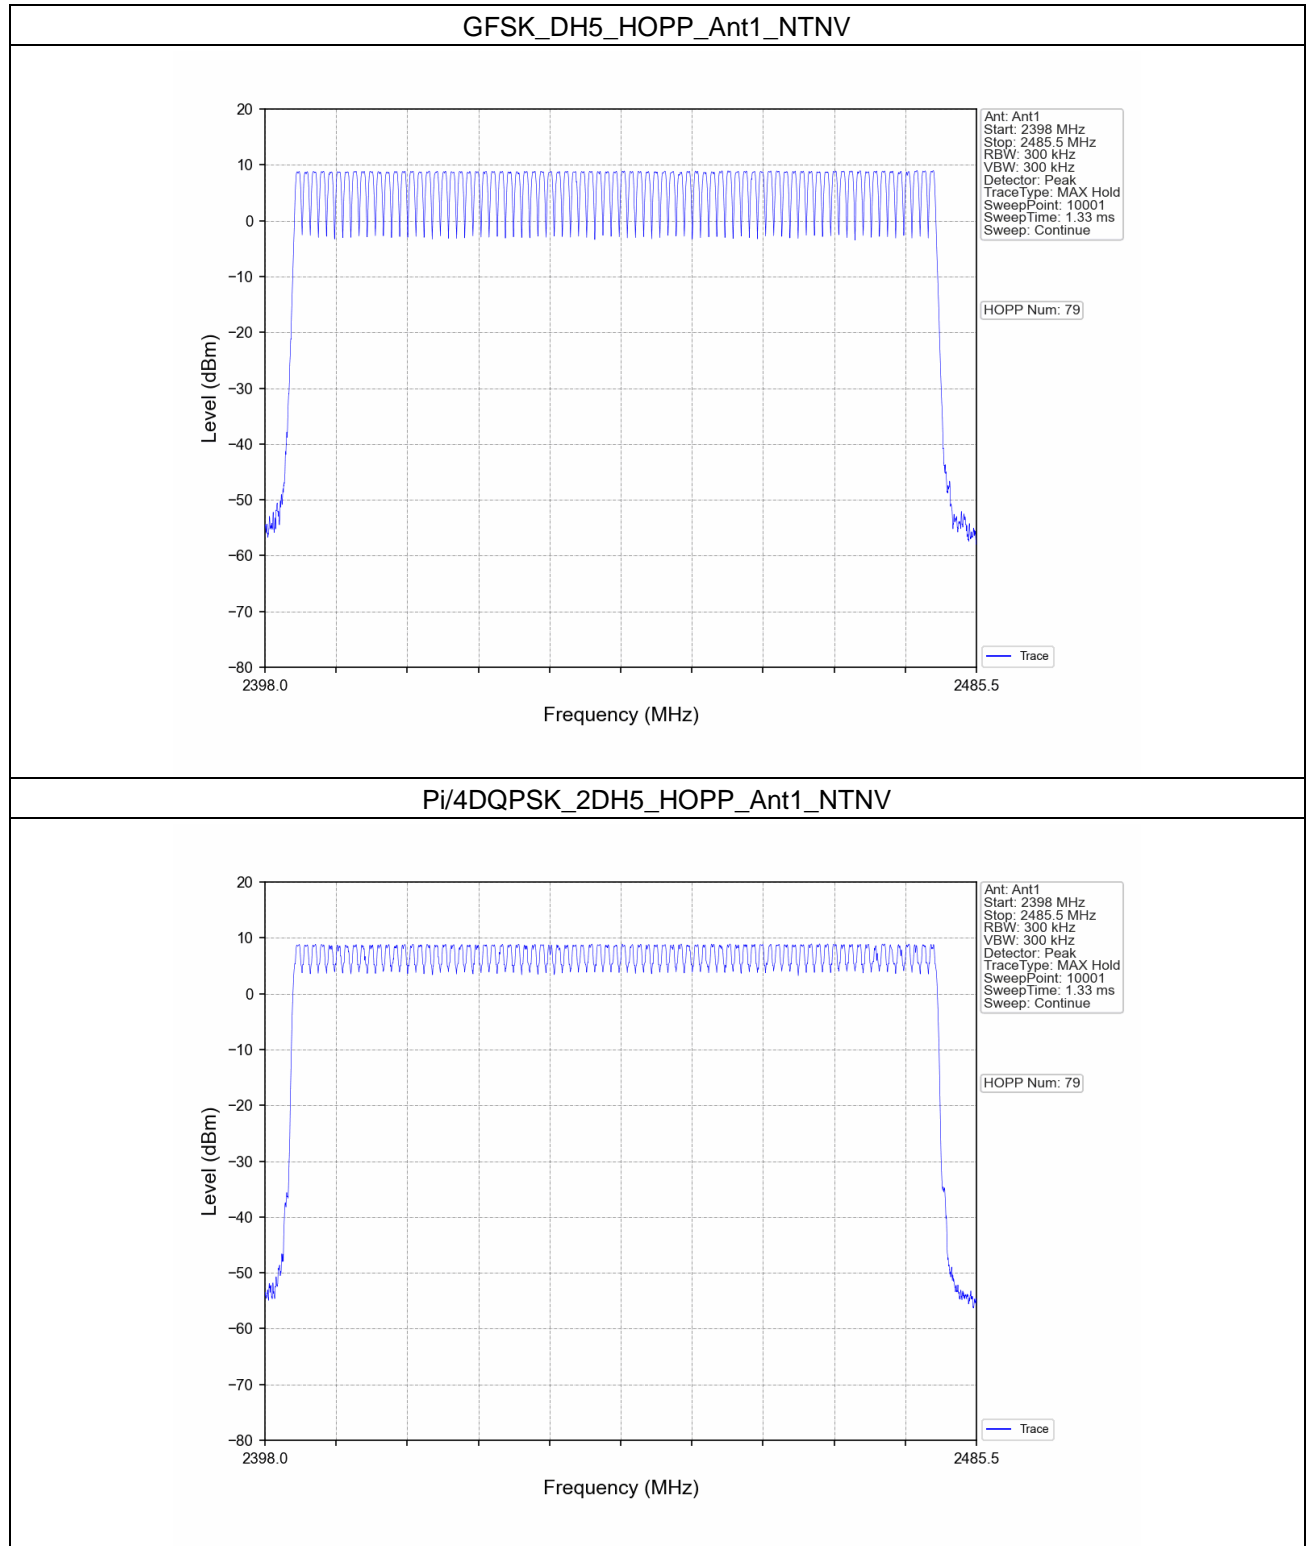 GFSK_DH5_HOPP_Ant1_NTNV
20
10
0
−10
−20
−30
−40
−50
−60
−70
−80
Level (dBm)
2398.0
2485.5
Frequency (MHz)
Ant: Ant1
Start: 2398 MHz
Stop: 2485.5 MHz
RBW: 300 kHz
VBW: 300 kHz
Detector: Peak
TraceType: MAX Hold
SweepPoint: 10001
SweepTime: 1.33 ms
Sweep: Continue
HOPP Num: 79
Trace
Pi/4DQPSK_2DH5_HOPP_Ant1_NTNV
20
10
0
−10
−20
−30
−40
−50
−60
−70
−80
Level (dBm)
2398.0
2485.5
Frequency (MHz)
Ant: Ant1
Start: 2398 MHz
Stop: 2485.5 MHz
RBW: 300 kHz
VBW: 300 kHz
Detector: Peak
TraceType: MAX Hold
SweepPoint: 10001
SweepTime: 1.33 ms
Sweep: Continue
HOPP Num: 79
Trace